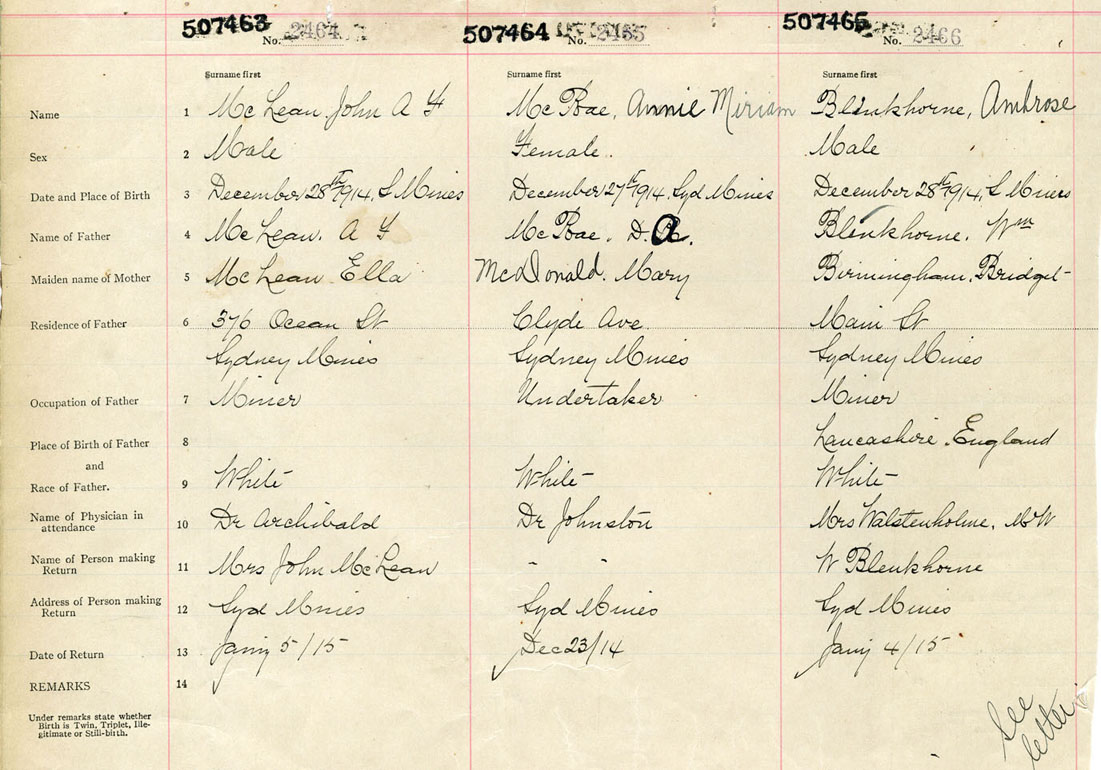 507463 No. 2464 507464 No. 2465 507465 No. 2466
Surname first Surname first Surname first
Name 1 McLean, John A F McRae, Annie Miriam Blenkhorne, Ambrose
Sex 2 Male Female. Male
Date and Place of Birth 3 December 28th 1914, S. Mines December 27th 1914, Syd Mines December 28th 1914, S Mines
Name of Father 4 McLean. A F McRae. D. A. Blenkhorne. Wm
Maiden name of Mother 5 McLean Ella McDonald. Mary Birmingham. Bridget
Residence of Father 6 376 Ocean St Clyde Ave. Main St
Sydney Mines Sydney Mines Sydney Mines
Occupation of Father 7 Miner Undertaker Miner
Place of Birth of Father 8 Lancashire. England
and
Race of Father. 9 White White White
Name of Physician in attendance 10 Dr Archibald Dr Johnston Mrs Walstenholme, MW
Name of Person making Return 11 Mrs John McLean " " W Blenkhorne
Address of Person making Return 12 Syd Mines Syd Mines Syd Mines
Date of Return 13 Jany 5/15 Dec 23/14 Jany 4/15
REMARKS 14
Under remarks state whether
Birth is Twin, Triplet, Ille-
gitimate or Still-birth.
See
letter